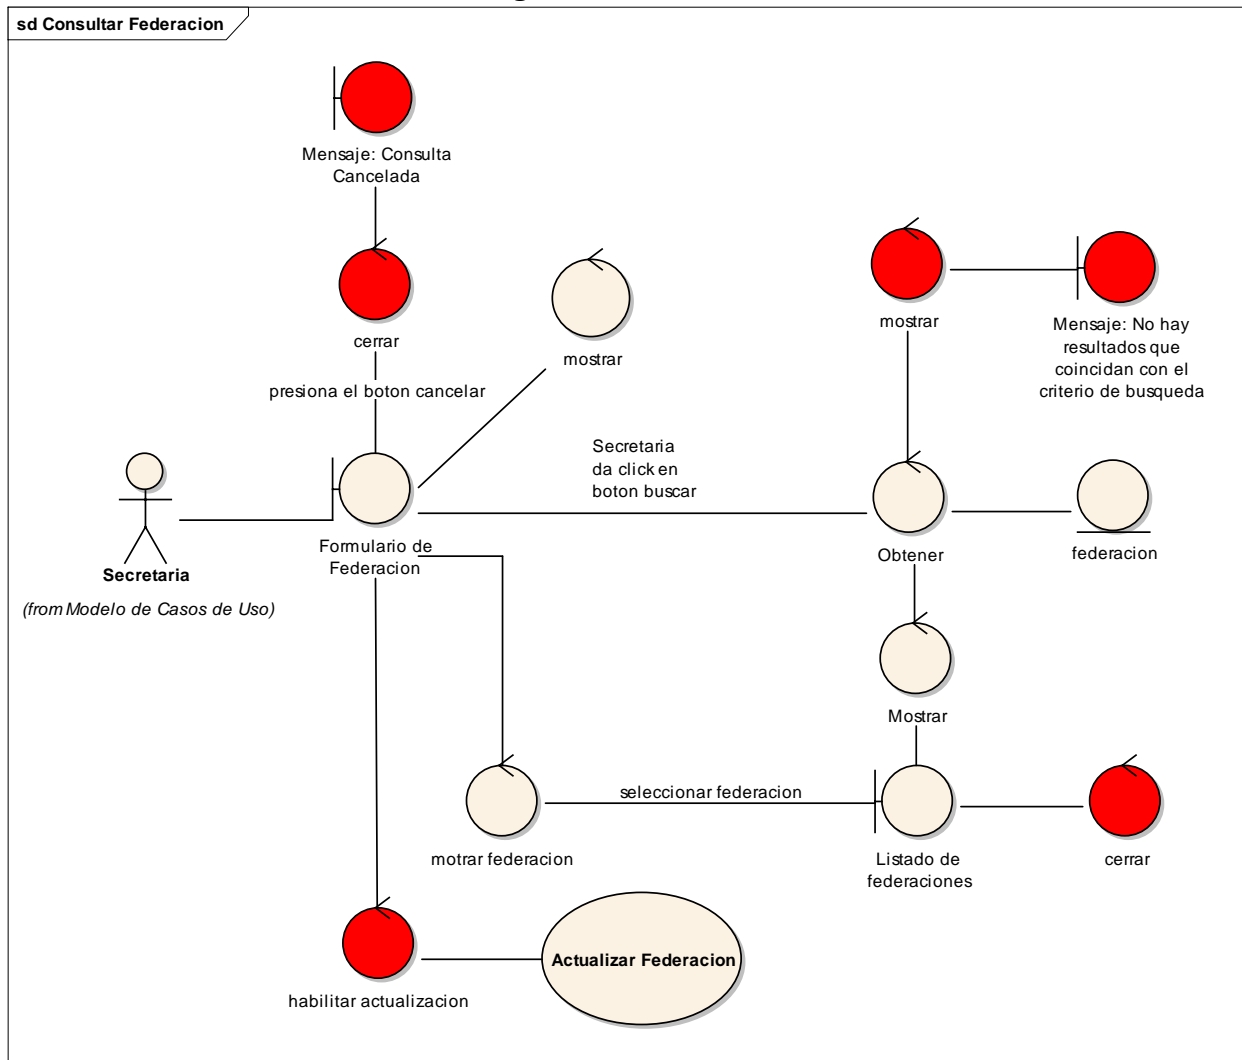 sd Consultar Federacion
Mensaje: Consulta
Cancelada
cerrar
mostrar
mostrar
Mensaje: No hay
resultados que
coincidan con el
criterio de busqueda
presiona el boton cancelar
Secretaria
da click en
boton buscar
Secretaria
(from Modelo de Casos de Uso)
Formulario de
Federacion
Obtener
federacion
Mostrar
seleccionar federacion
motrar federacion
Listado de
federaciones
cerrar
Actualizar Federacion
habilitar actualizacion